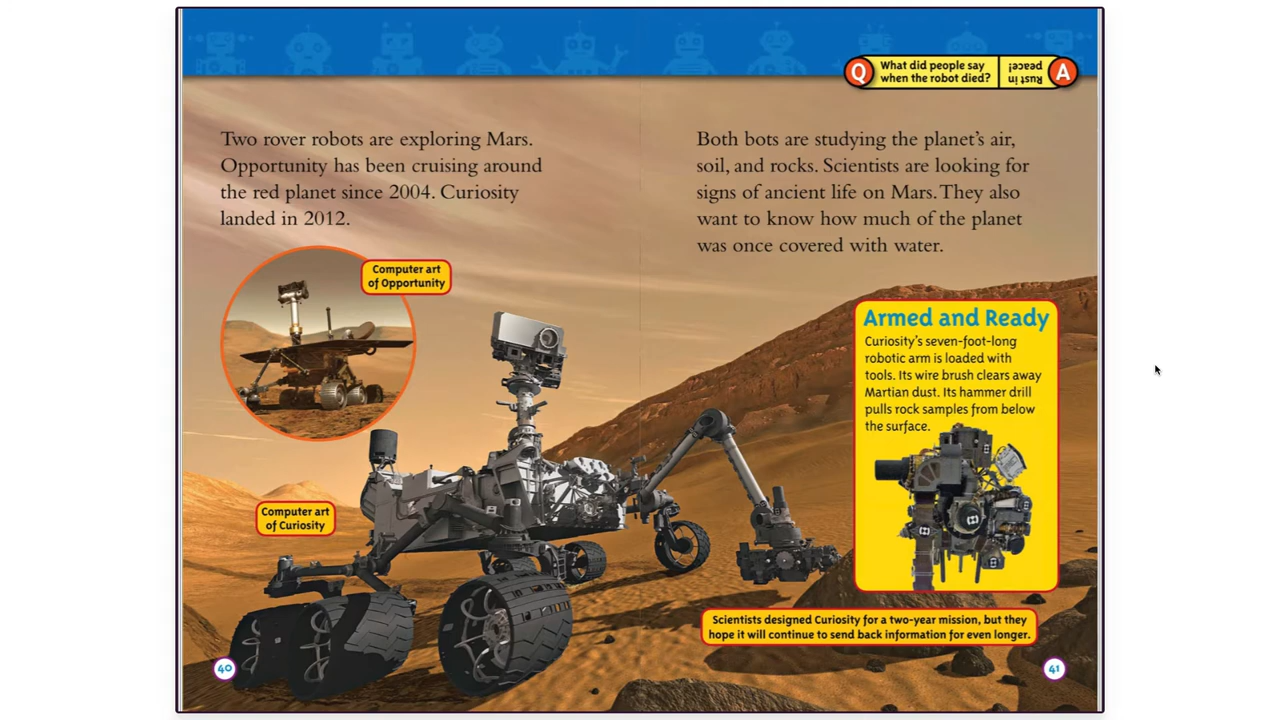 Q
What did people say
when the robot died?
Rust in
peace!
A
Two rover robots are exploring Mars.
Opportunity has been cruising around
the red planet since 2004. Curiosity
landed in 2012.
Both bots are studying the planet's air,
soil, and rocks. Scientists are looking for
signs of ancient life on Mars. They also
want to know how much of the planet
was once covered with water.
Computer art
of Opportunity
Computer art
of Curiosity
Armed and Ready
Curiosity's seven-foot-long
robotic arm is loaded with
tools. Its wire brush clears away
Martian dust. Its hammer drill
pulls rock samples from below
the surface.
Scientists designed Curiosity for a two-year mission, but they
hope it will continue to send back information for even longer.
40
41